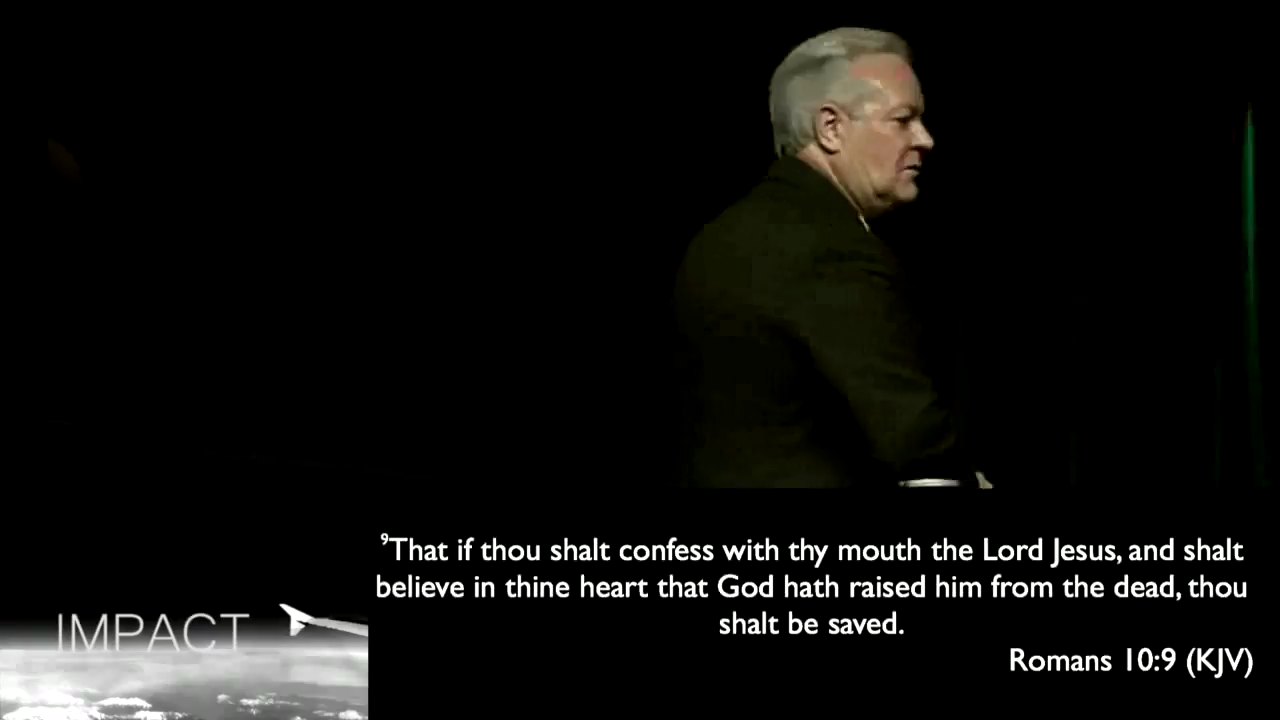 ⁹That if thou shalt confess with thy mouth the Lord Jesus, and shalt
believe in thine heart that God hath raised him from the dead, thou
shalt be saved.
Romans 10:9 (KJV)
IMPACT